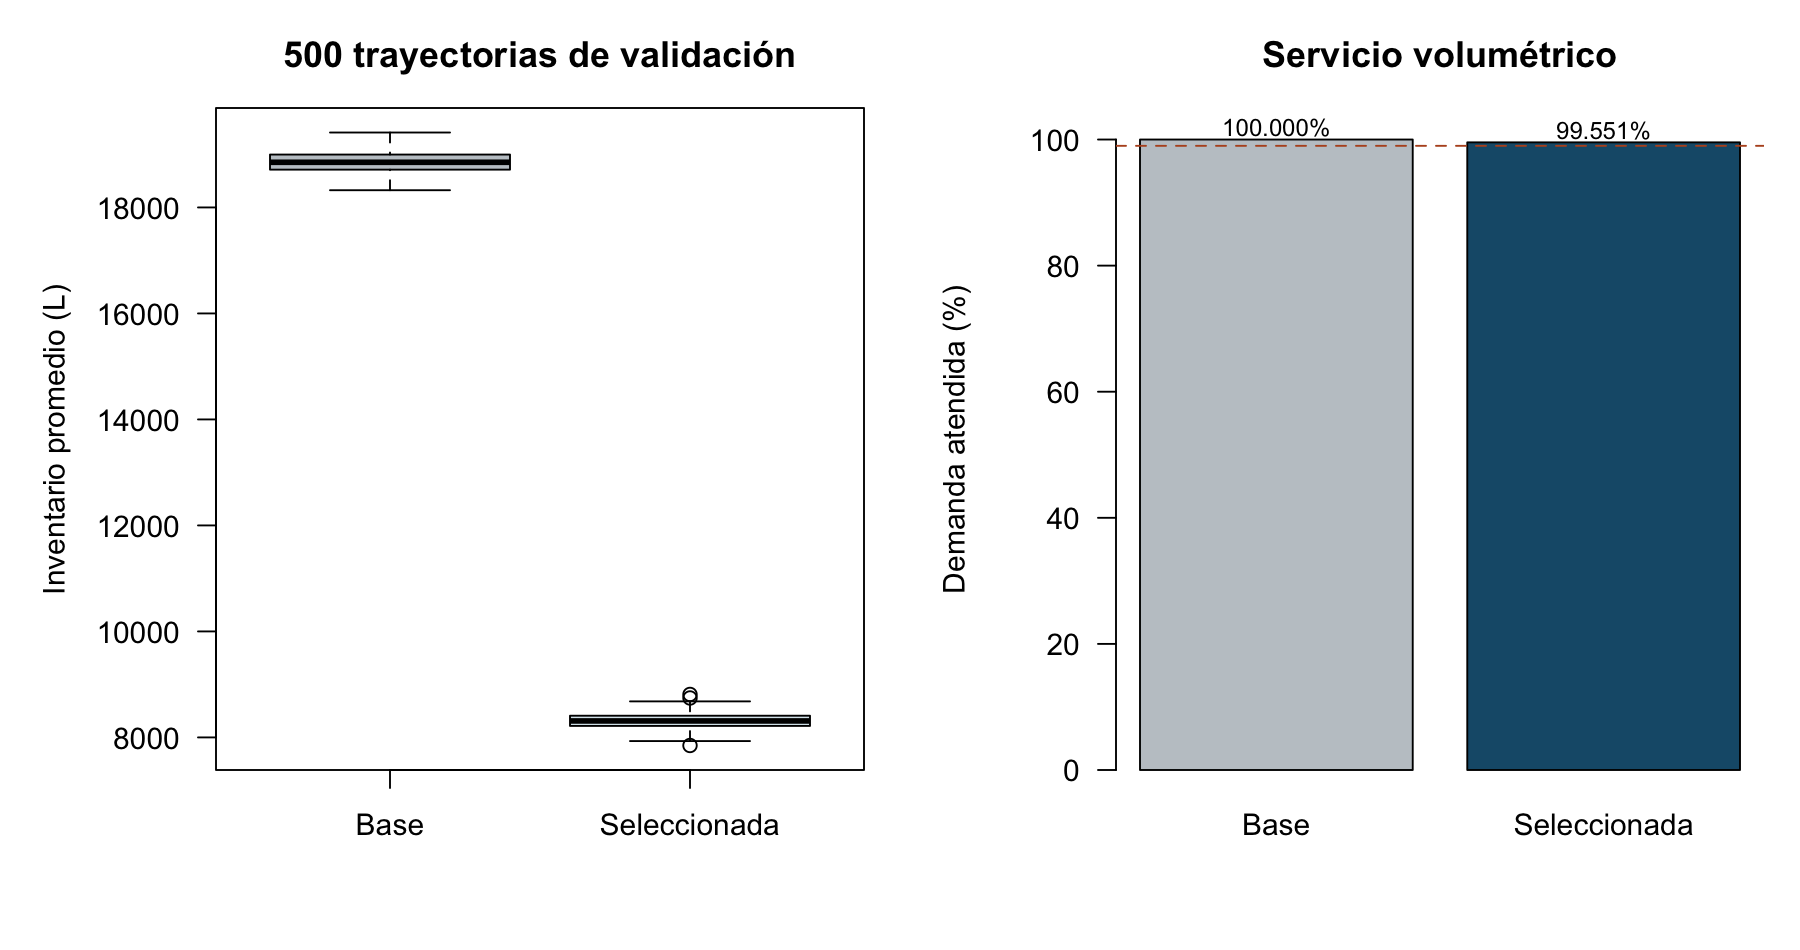 500 trayectorias de validación
Inventario promedio (L)
18000
16000
14000
12000
10000
8000
Base
Seleccionada
Servicio volumétrico
Demanda atendida (%)
100
80
60
40
20
0
100.000%
99.551%
Base
Seleccionada